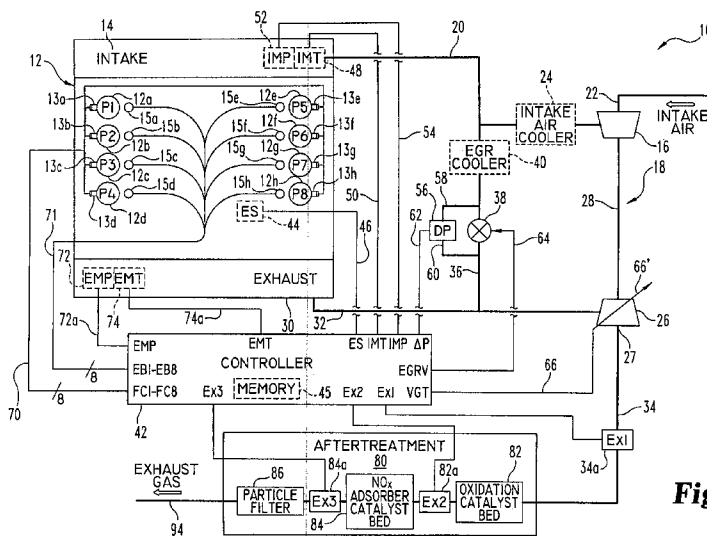 52
14
INTAKE
IMP
IMT
48
20
10
12
13a
P1
12a
15a
15e
12e
P5
13e
13b
P2
15b
12b
15f
12f
P6
13f
13c
P3
15c
12c
15g
12g
P7
13g
13d
P4
15d
12d
15h
12h
P8
13h
ES
44
50
54
46
24
INTAKE
AIR
COOLER
22
INTAKE
AIR
16
18
28
EGR
COOLER
40
58
56
DP
38
62
60
36
64
66'
26
27
71
72
EMP
EMT
74
EXHAUST
72a
74a
30
32
66
34
EMP
EMT
ES
IMT
IMP
ΔP
CONTROLLER
EGRV
EB1-EB8
FC1-FC8
Ex3
MEMORY
45
Ex2
Ex1
VGT
8
8
70
42
Ex1
34a
AFTERTREATMENT
80
EXHAUST
GAS
94
86
PARTICLE
FILTER
84a
Ex3
NOx
ADSORBER
CATALYST
BED
84
82a
Ex2
82
OXIDATION
CATALYST
BED
Fig